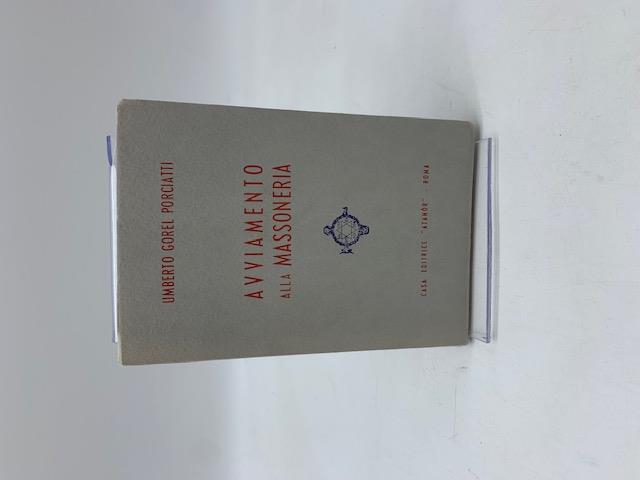 UMBERTO GOREL PORCIATTI
AVVIAMENTO
ALLA MASSONERIA
CASA EDITRICE "ATANÒR" - ROMA